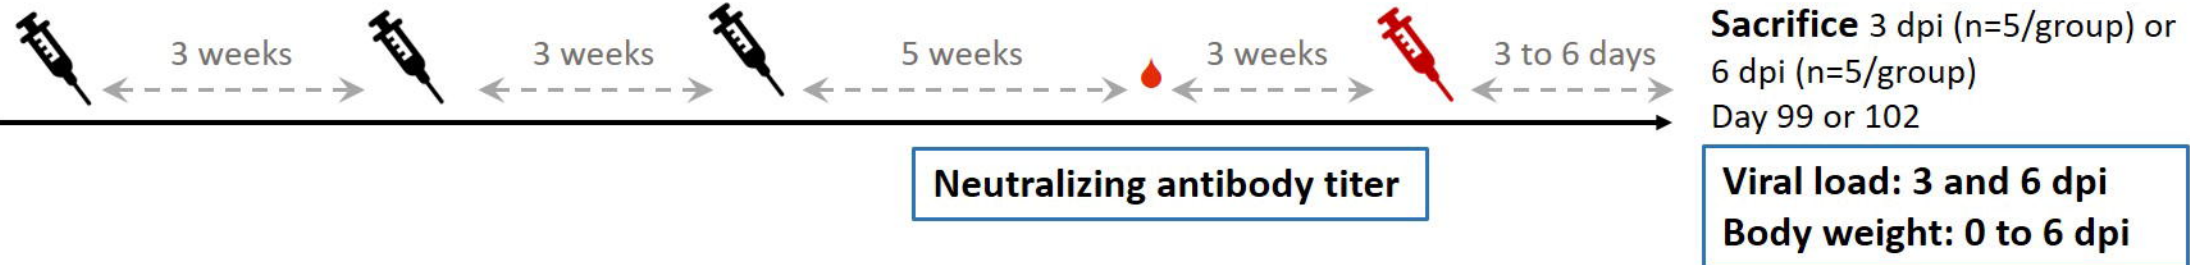 3 weeks
3 weeks
5 weeks
3 weeks
3 to 6 days
Sacrifice 3 dpi (n=5/group) or
6 dpi (n=5/group)
Day 99 or 102
Neutralizing antibody titer
Viral load: 3 and 6 dpi
Body weight: 0 to 6 dpi